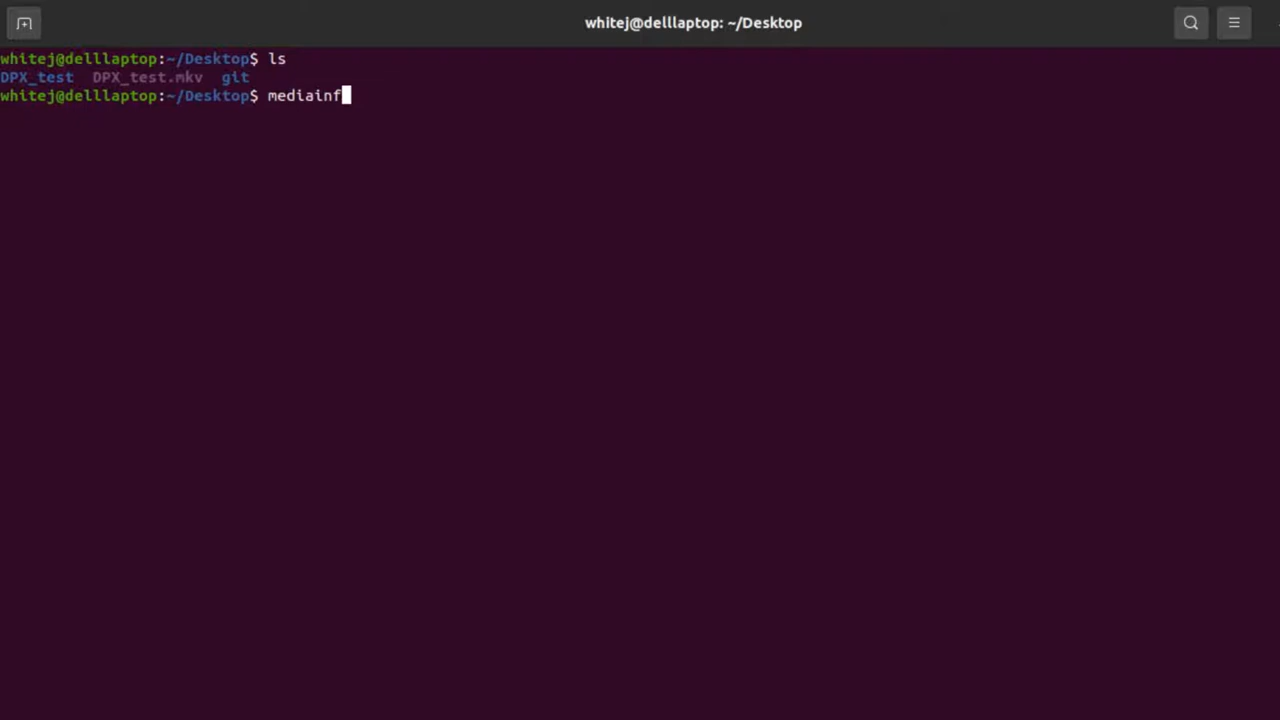 whitej@delllaptop: ~/Desktop
whitej@delllaptop:~/Desktop$ ls
DPX_test  DPX_test.mkv  git
whitej@delllaptop:~/Desktop$ mediainf